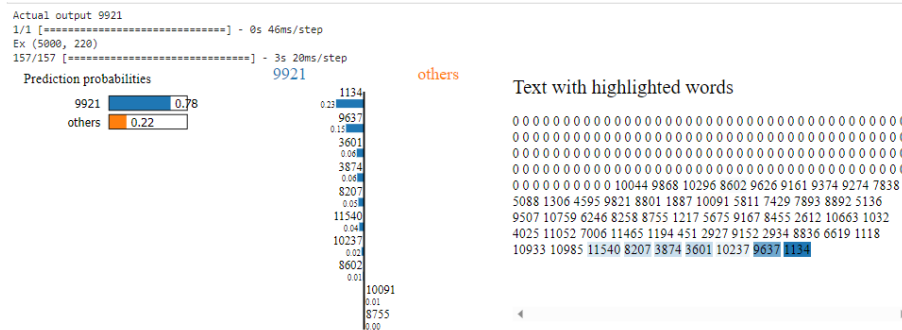 Actual output 9921
1/1 [==============================] - 0s 46ms/step
Ex (5000, 220)
157/157 [==============================] - 3s 20ms/step
Prediction probabilities
9921 0.78
others 0.22
9921 others
1134
0.23
9637
0.15
3601
0.06
3874
0.06
8207
0.05
11540
0.04
10237
0.02
8602
0.01
10091
0.01
8755
0.00
Text with highlighted words
0 0 0 0 0 0 0 0 0 0 0 0 0 0 0 0 0 0 0 0 0 0 0 0 0 0 0 0 0 0 0 0
0 0 0 0 0 0 0 0 0 0 0 0 0 0 0 0 0 0 0 0 0 0 0 0 0 0 0 0 0 0 0 0
0 0 0 0 0 0 0 0 0 0 0 0 0 0 0 0 0 0 0 0 0 0 0 0 0 0 0 0 0 0 0 0
0 0 0 0 0 0 0 0 0 0 0 0 0 0 0 0 0 0 0 0 0 0 0 0 0 0 0 0 0 0 0 0
0 0 0 0 0 0 0 0 0 0 0 10044 9868 10296 8602 9626 9161 9374 9274 7838
5088 1306 4595 9821 8801 1887 10091 5811 7429 7893 8892 5136
9507 10759 6246 8258 8755 1217 5675 9167 8455 2612 10663 1032
4025 11052 7006 11465 1194 451 2927 9152 2934 8836 6619 1118
10933 10985 11540 8207 3874 3601 10237 9637 1134